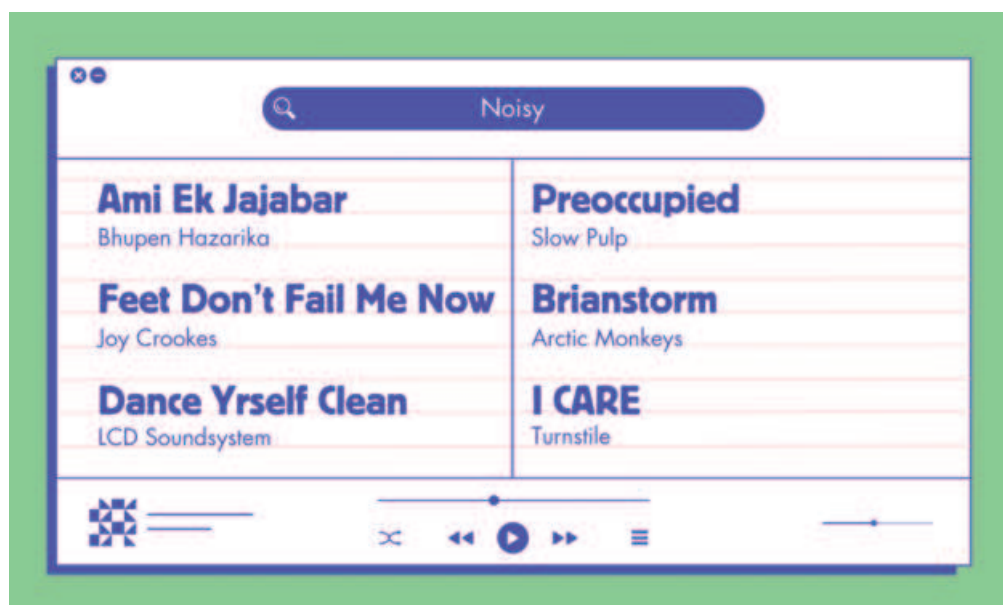 Noisy
Ami Ek Jajabar
Bhupen Hazarika
Feet Don't Fail Me Now
Joy Crookes
Dance Yrself Clean
LCD Soundsystem
Preoccupied
Slow Pulp
Brianstorm
Arctic Monkeys
I CARE
Turnstile